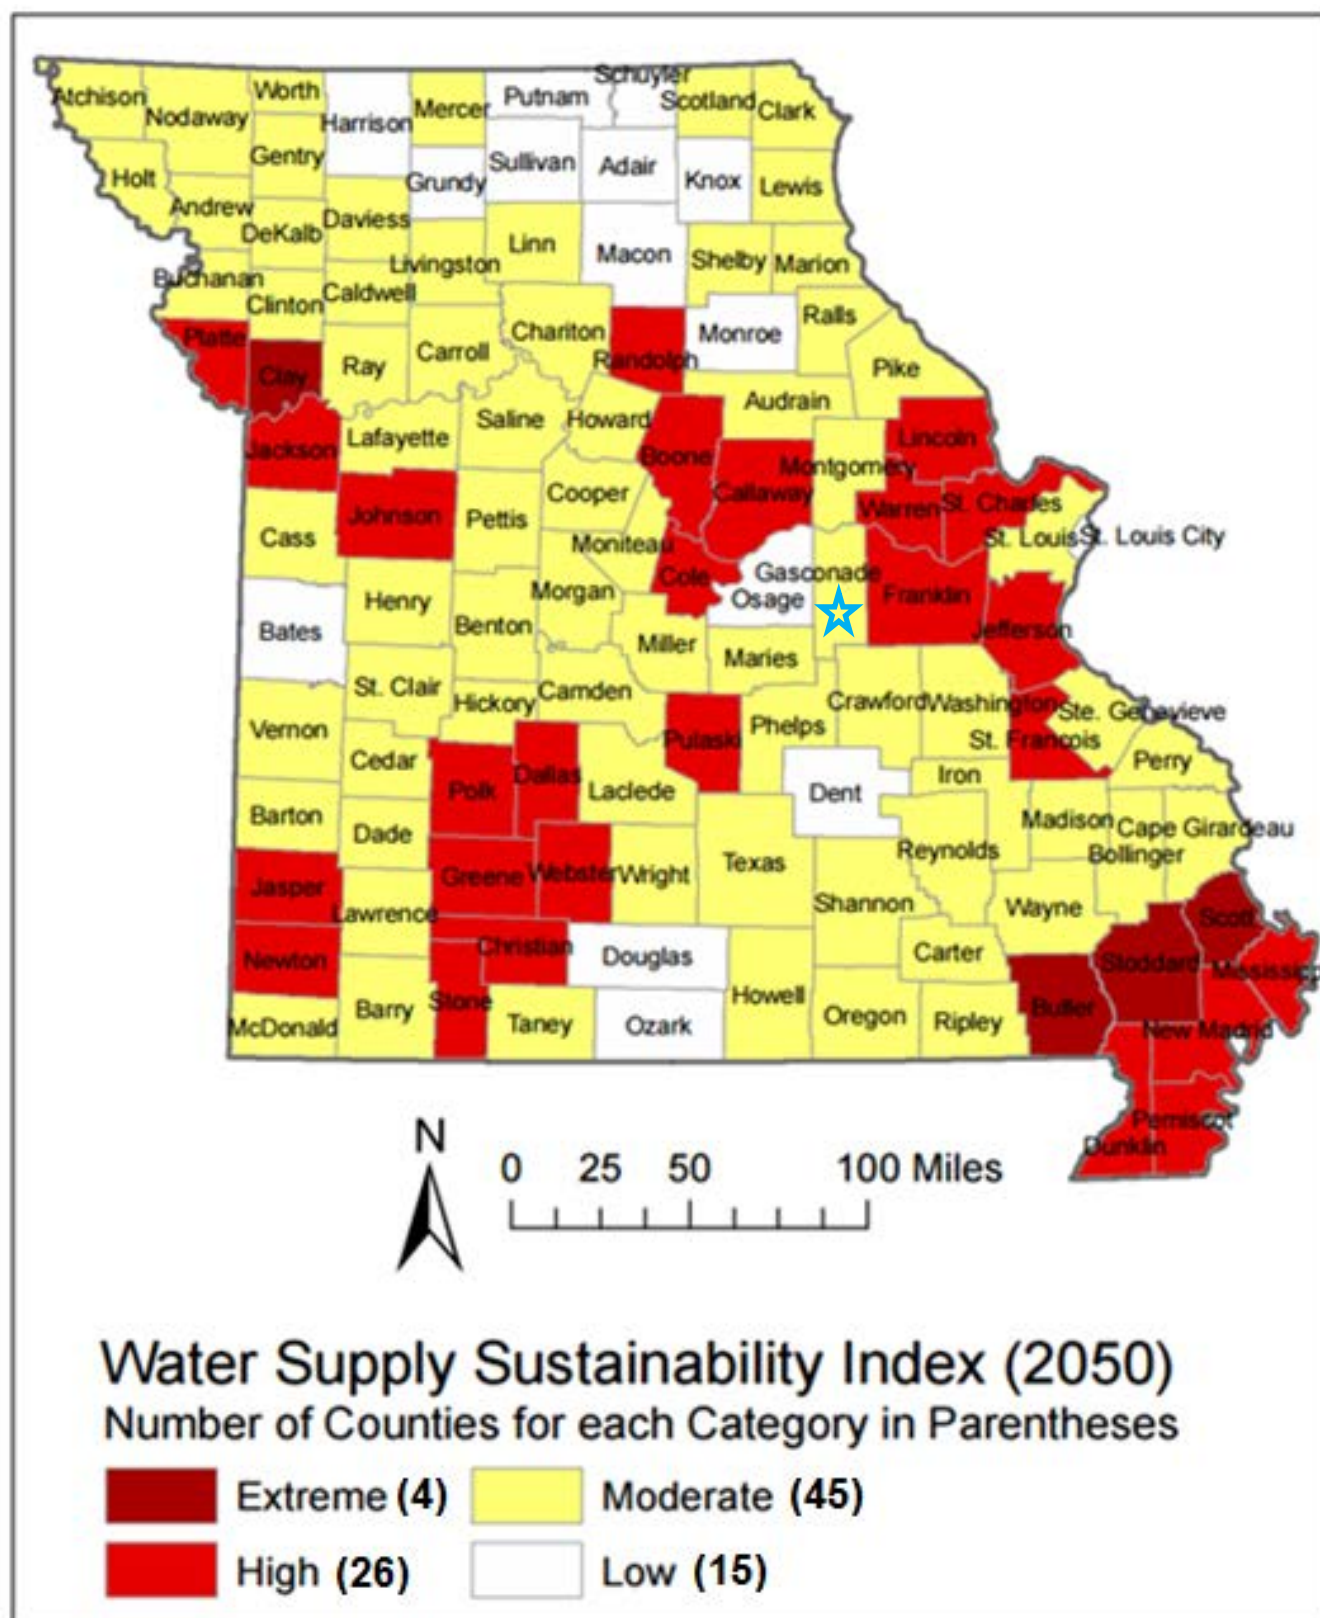 Schuyler
Atchison
Worth
Putnam
Scotland
Clark
Nodaway
Harrison
Mercer
Gentry
Holt
Grundy
Sullivan
Adair
Knox
Lewis
Andrew
DeKalb
Daviess
Linn
Macon
Shelby
Marion
Livingston
Buchanan
Clinton
Caldwell
Platte
Chariton
Randolph
Monroe
Ralls
Clay
Ray
Carroll
Pike
Audrain
Jackson
Lafayette
Saline
Howard
Boone
Lincoln
Callaway
Montgomery
Johnson
Pettis
Cooper
Warren
St. Charles
Cass
Moniteau
St. Louis
St. Louis City
Henry
Benton
Morgan
Cole
Osage
Gasconade
Franklin
Bates
Miller
Maries
Jefferson
St. Clair
Hickory
Camden
Crawford
Washington
Ste. Genevieve
Vernon
Pulaski
Phelps
St. Francois
Cedar
Polk
Dallas
Laclede
Dent
Iron
Perry
Barton
Dade
Madison
Cape Girardeau
Reynolds
Bollinger
Jasper
Greene
Webster
Wright
Texas
Lawrence
Shannon
Wayne
Scott
Newton
Christian
Douglas
Carter
Stoddard
Mississipp
McDonald
Barry
Stone
Taney
Ozark
Howell
Oregon
Ripley
Butler
New Madrid
Pemiscot
Dunklin
N
0 25 50 100 Miles
Water Supply Sustainability Index (2050)
Number of Counties for each Category in Parentheses
Extreme (4) Moderate (45)
High (26) Low (15)